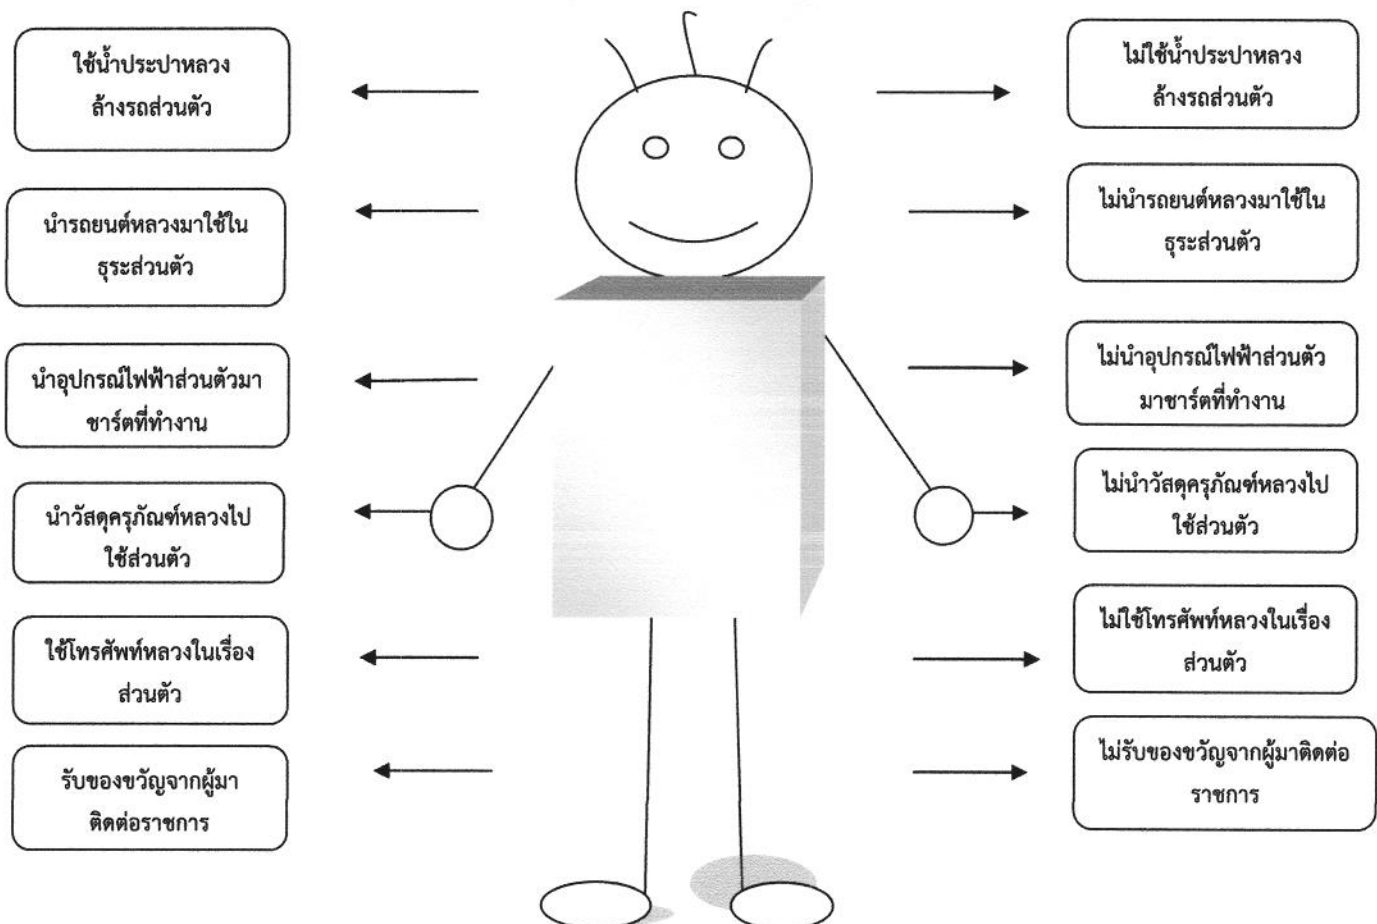 ใช้น้ำประปาหลวง
ล้างรถส่วนตัว
นำรถยนต์หลวงมาใช้ใน
ธุระส่วนตัว
นำอุปกรณ์ไฟฟ้าส่วนตัวมา
ชาร์ตที่ทำงาน
นำวัสดุครุภัณฑ์หลวงไป
ใช้ส่วนตัว
ใช้โทรศัพท์หลวงในเรื่อง
ส่วนตัว
รับของขวัญจากผู้มา
ติดต่อราชการ
ไม่ใช้น้ำประปาหลวง
ล้างรถส่วนตัว
ไม่นำรถยนต์หลวงมาใช้ใน
ธุระส่วนตัว
ไม่นำอุปกรณ์ไฟฟ้าส่วนตัว
มาชาร์ตที่ทำงาน
ไม่นำวัสดุครุภัณฑ์หลวงไป
ใช้ส่วนตัว
ไม่ใช้โทรศัพท์หลวงในเรื่อง
ส่วนตัว
ไม่รับของขวัญจากผู้มาติดต่อ
ราชการ